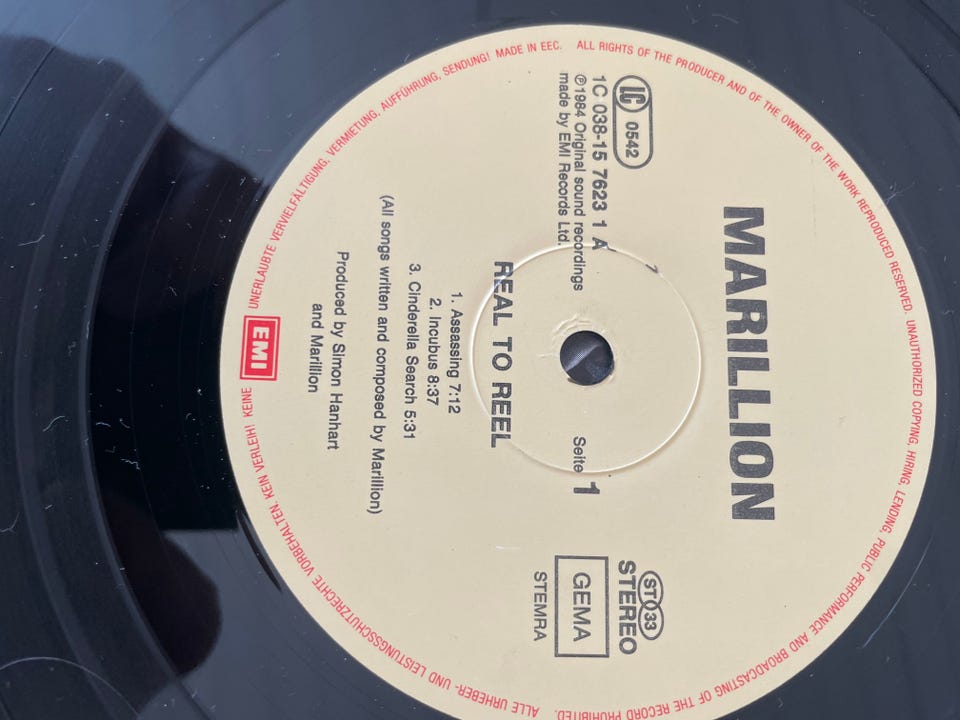 MARILLION
LC 0542
1C 038-15 7623 1 A
℗1984 Original sound recordings
made by EMI Records Ltd.
ST 33
STEREO
GEMA
STEMRA
Seite 1
REAL TO REEL
1. Assassing 7:12
2. Incubus 8:37
3. Cinderella Search 5:31
(All songs written and composed by Marillion)
Produced by Simon Hanhart
and Marillion
EMI
ALL RIGHTS OF THE PRODUCER AND OF THE OWNER OF THE WORK REPRODUCED RESERVED. UNAUTHORIZED COPYING, HIRING, LENDING, PUBLIC PERFORMANCE AND BROADCASTING OF THE RECORD PROHIBITED.
ALLE URHEBER- UND LEISTUNGSSCHUTZRECHTE VORBEHALTEN. KEIN VERLEIH! KEINE UNERLAUBTE VERVIELFÄLTIGUNG, VERMIETUNG, AUFFÜHRUNG, SENDUNG! MADE IN EEC.